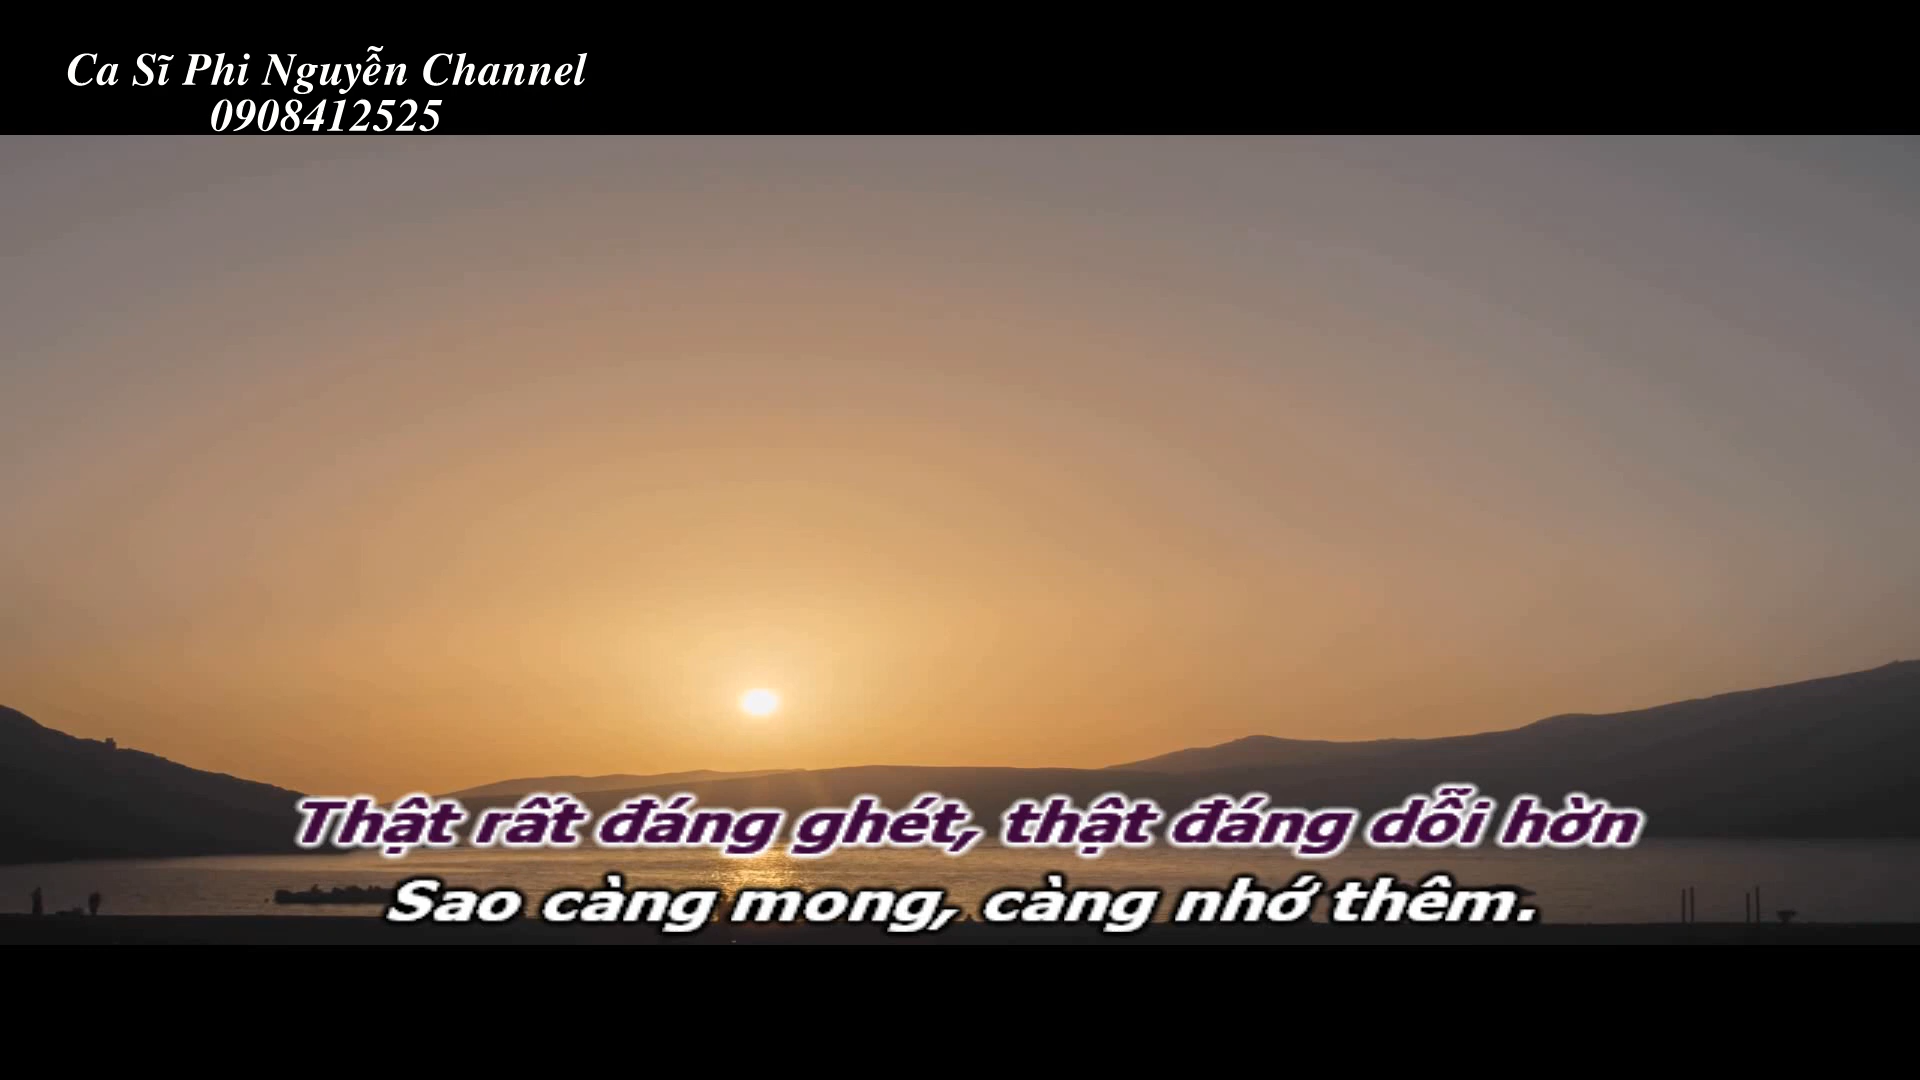 Ca Sĩ Phi Nguyễn Channel
0908412525
Thật rất đáng ghét, thật đáng dỗi hờn
Sao càng mong, càng nhớ thêm.